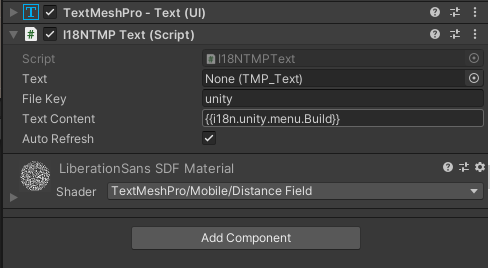 TextMeshPro - Text (UI)
I18NTMP Text (Script)
Script I18NTMPText
Text None (TMP_Text)
File Key unity
Text Content {{i18n.unity.menu.Build}}
Auto Refresh
LiberationSans SDF Material
Shader TextMeshPro/Mobile/Distance Field
Add Component